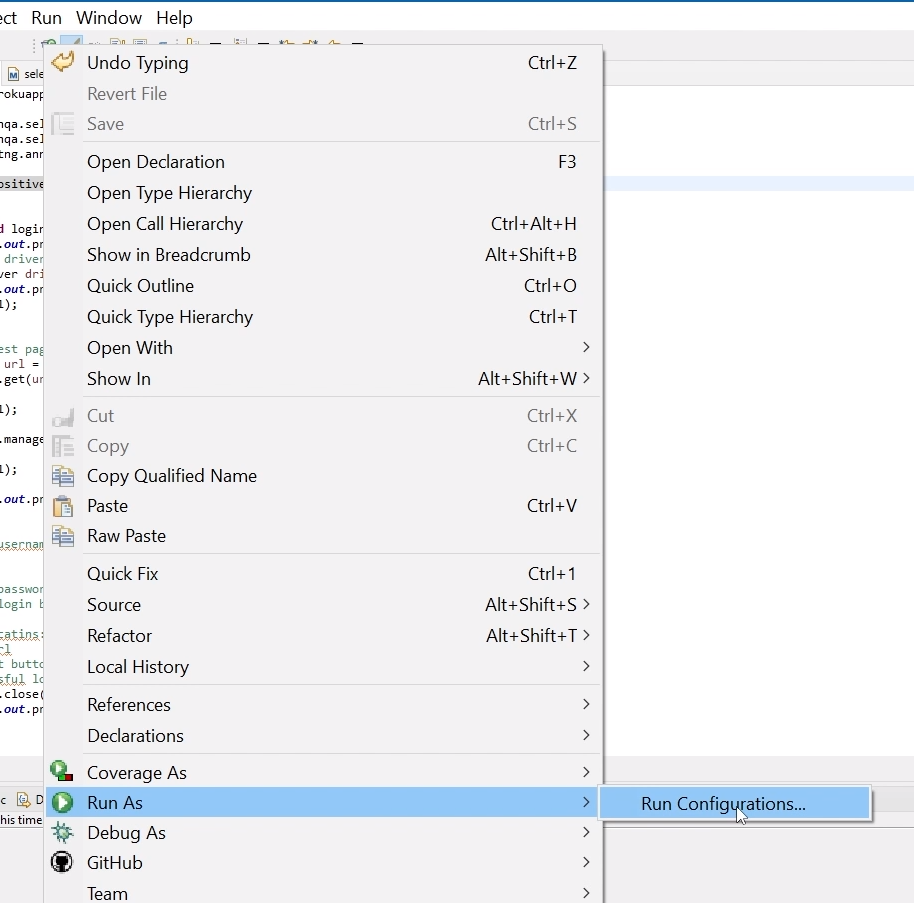 ect Run Window Help
sele
rokuapp
nqa.sel
nqa.sel
tng.ann
ositive
d login
.out.pr
driver
ver dri
.out.pr
l);
est pag
url =
.get(ur
l);
.manage
l);
.out.pr
usernam
passwor
login b
catins:
rl
t butto
sful lo
.close(
.out.pr
c D
his time
Undo Typing Ctrl+Z
Revert File
Save Ctrl+S
Open Declaration F3
Open Type Hierarchy
Open Call Hierarchy Ctrl+Alt+H
Show in Breadcrumb Alt+Shift+B
Quick Outline Ctrl+O
Quick Type Hierarchy Ctrl+T
Open With
Show In Alt+Shift+W
Cut Ctrl+X
Copy Ctrl+C
Copy Qualified Name
Paste Ctrl+V
Raw Paste
Quick Fix Ctrl+1
Source Alt+Shift+S
Refactor Alt+Shift+T
Local History
References
Declarations
Coverage As
Run As
Run Configurations...
Debug As
GitHub
Team